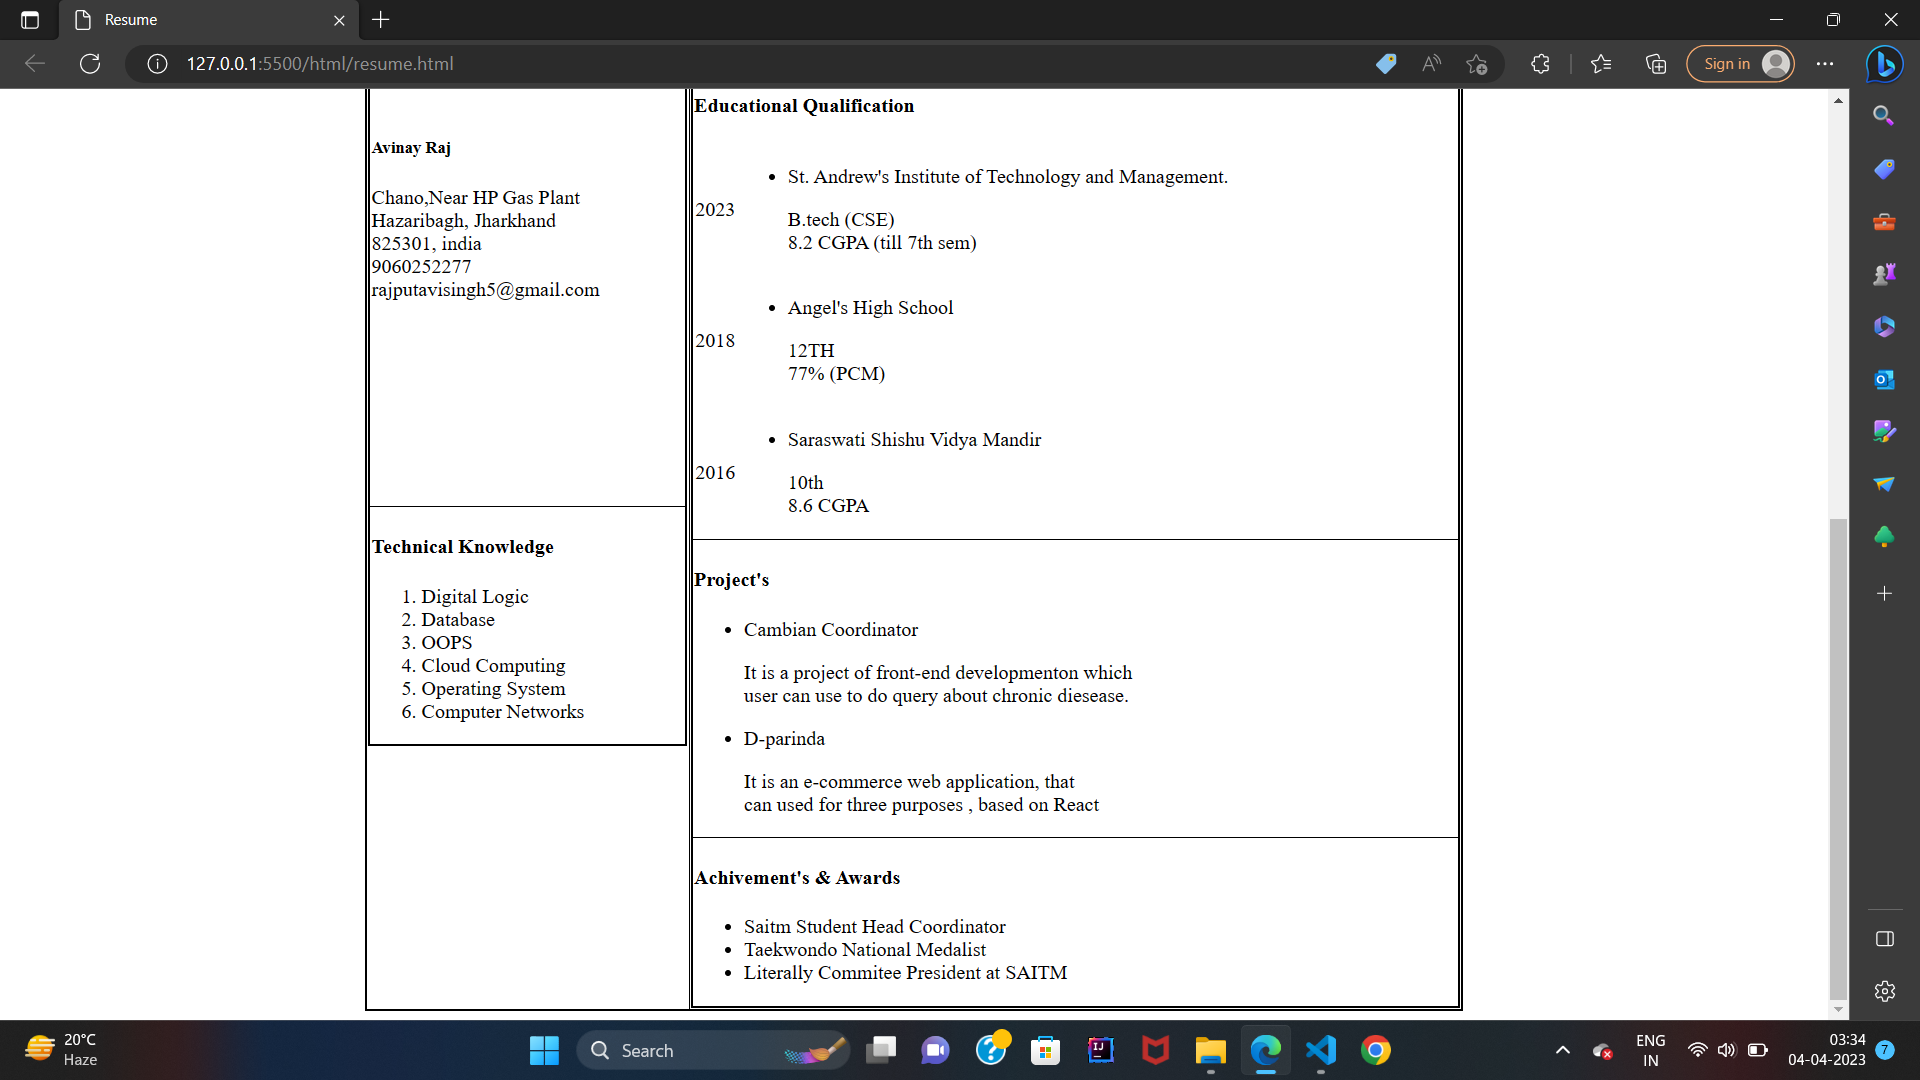 Resume
127.0.0.1:5500/html/resume.html
Sign in
Avinay Raj
Chano,Near HP Gas Plant
Hazaribagh, Jharkhand
825301, india
9060252277
rajputavisingh5@gmail.com
Technical Knowledge
1. Digital Logic
2. Database
3. OOPS
4. Cloud Computing
5. Operating System
6. Computer Networks
Educational Qualification
2023
• St. Andrew's Institute of Technology and Management.
B.tech (CSE)
8.2 CGPA (till 7th sem)
2018
• Angel's High School
12TH
77% (PCM)
2016
• Saraswati Shishu Vidya Mandir
10th
8.6 CGPA
Project's
• Cambian Coordinator
It is a project of front-end developmenton which
user can use to do query about chronic diesease.
• D-parinda
It is an e-commerce web application, that
can used for three purposes , based on React
Achivement's & Awards
• Saitm Student Head Coordinator
• Taekwondo National Medalist
• Literally Commitee President at SAITM
20°C
Haze
Search
ENG
IN
03:34
04-04-2023
7